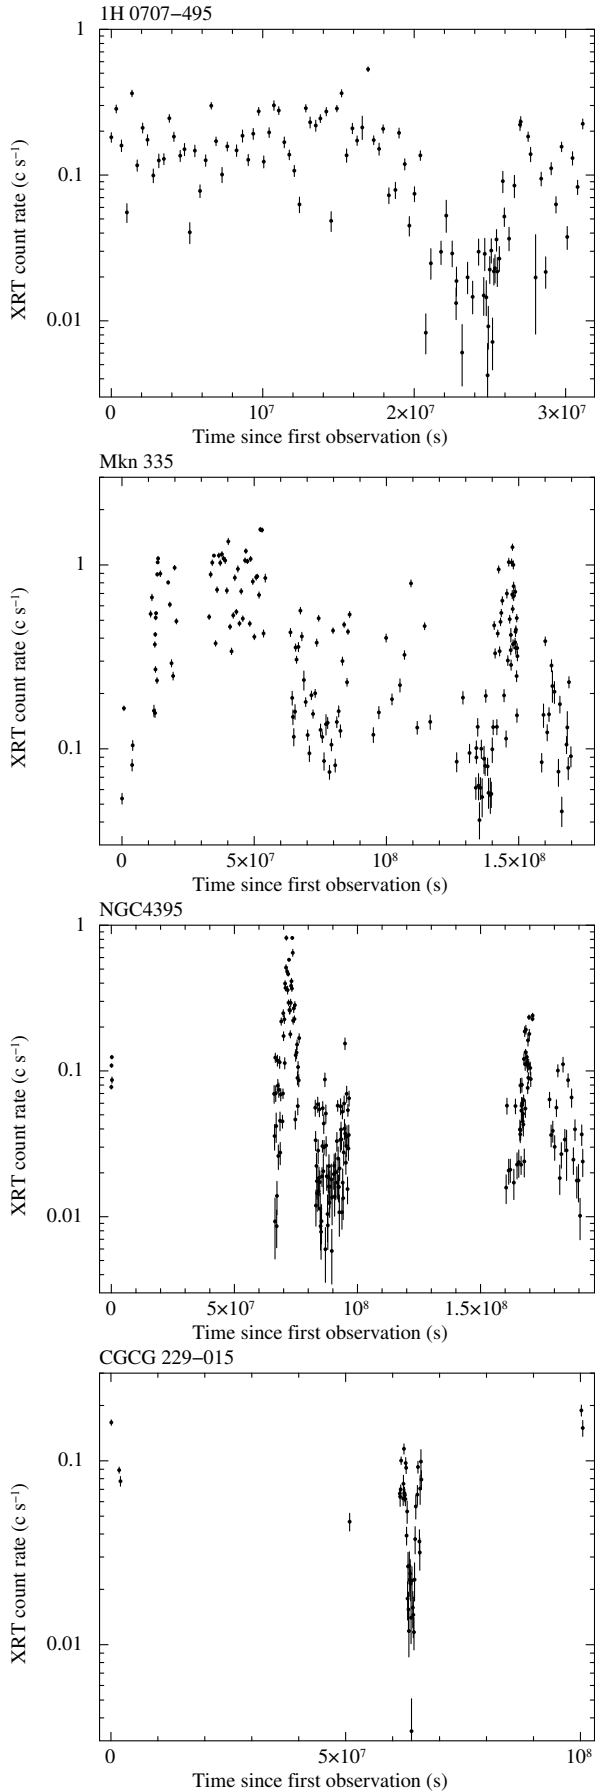 1H 0707−495
XRT count rate (c s⁻¹)
1
0.1
0.01
0 10⁷ 2×10⁷ 3×10⁷
Time since first observation (s)
Mkn 335
XRT count rate (c s⁻¹)
1
0.1
0 5×10⁷ 10⁸ 1.5×10⁸
Time since first observation (s)
NGC4395
XRT count rate (c s⁻¹)
1
0.1
0.01
0 5×10⁷ 10⁸ 1.5×10⁸
Time since first observation (s)
CGCG 229−015
XRT count rate (c s⁻¹)
0.1
0.01
0 5×10⁷ 10⁸
Time since first observation (s)